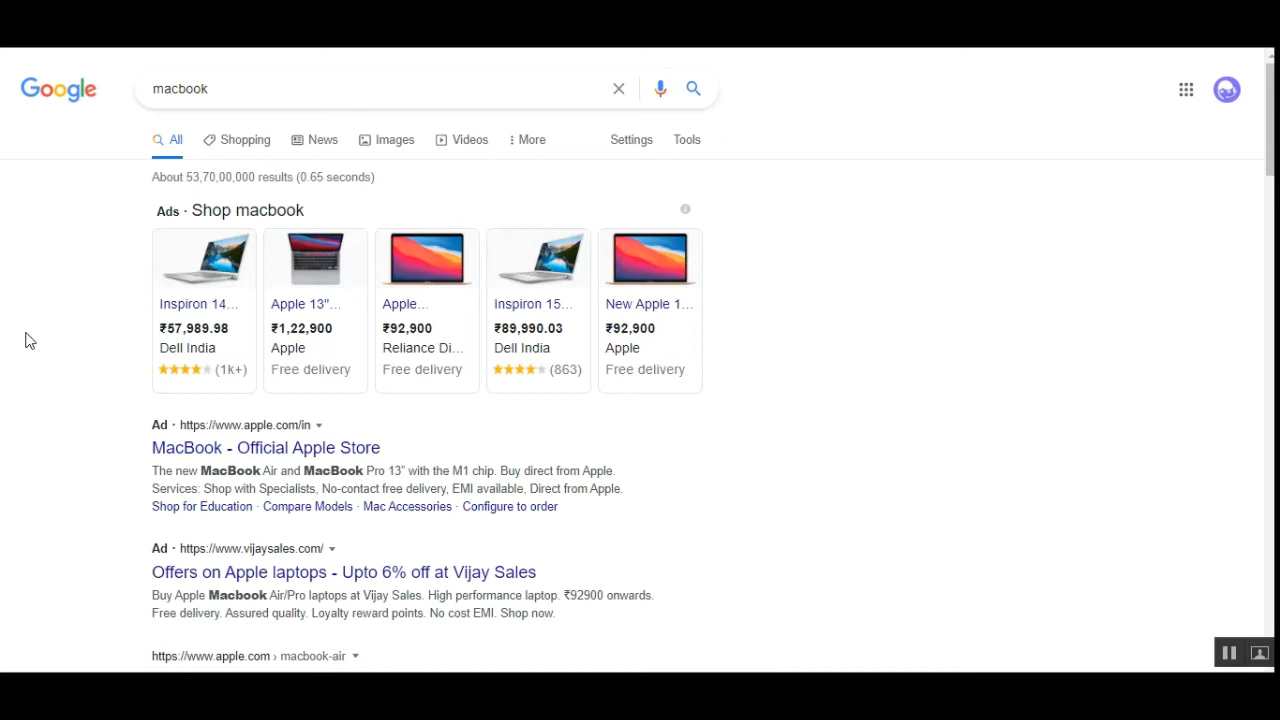 Google
macbook
All Shopping News Images Videos More Settings Tools
About 53,70,00,000 results (0.65 seconds)
Ads · Shop macbook
Inspiron 14... Apple 13"... Apple... Inspiron 15... New Apple 1...
₹57,989.98 ₹1,22,900 ₹92,900 ₹89,990.03 ₹92,900
Dell India Apple Reliance Di... Dell India Apple
(1k+) Free delivery Free delivery (863) Free delivery
Ad · https://www.apple.com/in
MacBook - Official Apple Store
The new MacBook Air and MacBook Pro 13" with the M1 chip. Buy direct from Apple.
Services: Shop with Specialists, No-contact free delivery, EMI available, Direct from Apple.
Shop for Education · Compare Models · Mac Accessories · Configure to order
Ad · https://www.vijaysales.com/
Offers on Apple laptops - Upto 6% off at Vijay Sales
Buy Apple Macbook Air/Pro laptops at Vijay Sales. High performance laptop. ₹92900 onwards.
Free delivery. Assured quality. Loyalty reward points. No cost EMI. Shop now.
https://www.apple.com › macbook-air